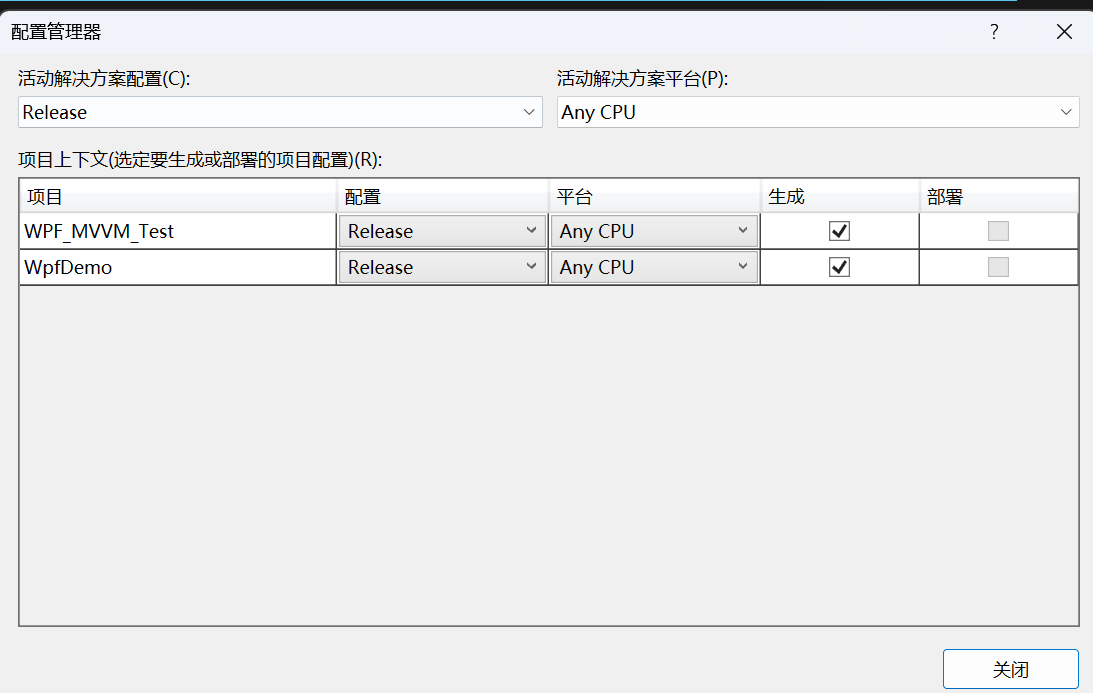 配置管理器
活动解决方案配置(C): 活动解决方案平台(P):
Release Any CPU
项目上下文(选定要生成或部署的项目配置)(R):
项目 配置 平台 生成 部署
WPF_MVVM_Test Release Any CPU
WpfDemo Release Any CPU
关闭